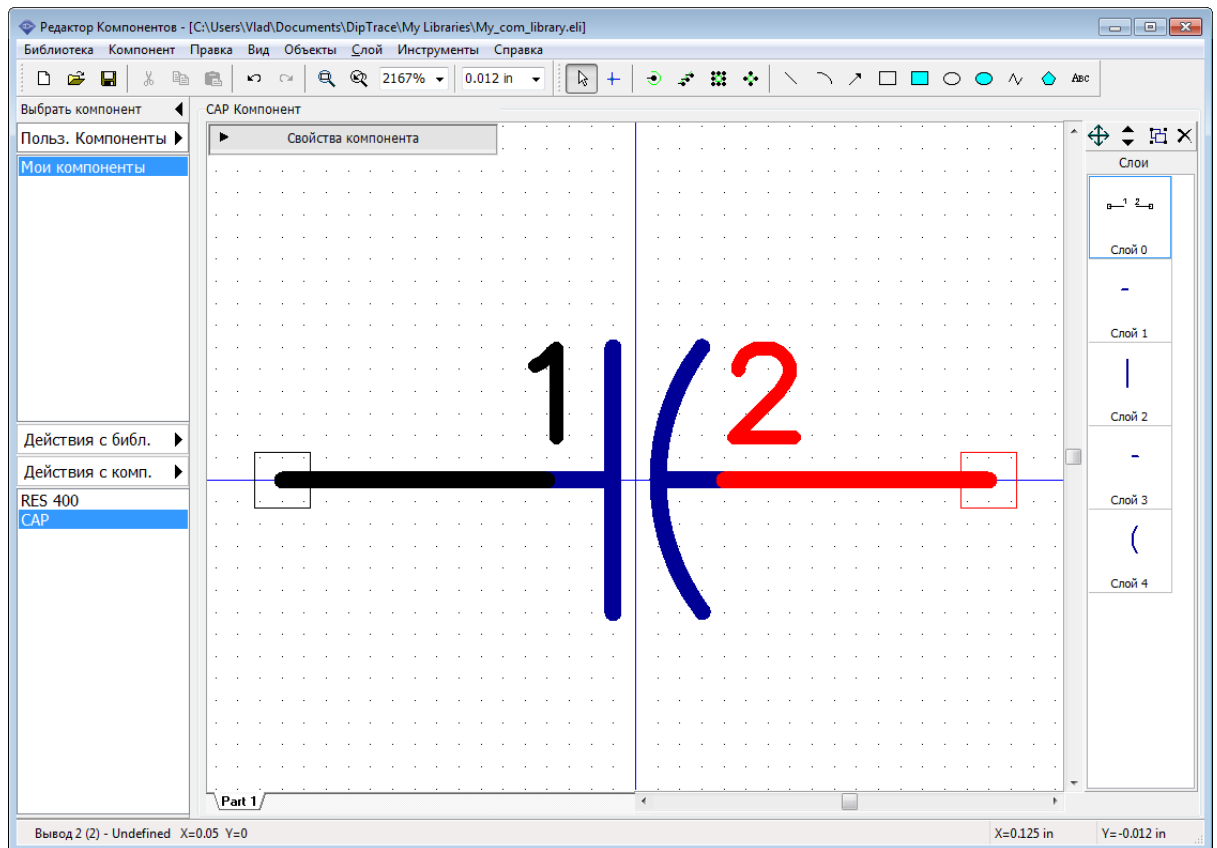 Редактор Компонентов - [C:\Users\Vlad\Documents\DipTrace\My Libraries\My_com_library.eli]
Библиотека Компонент Правка Вид Объекты Слой Инструменты Справка
2167% 0.012 in ABC
Выбрать компонент
CAP Компонент
Польз. Компоненты
Свойства компонента
Мои компоненты
Слои
1 2
Слой 0
Слой 1
1 2
Слой 2
Действия с библ.
Действия с комп.
RES 400
Слой 3
CAP
Слой 4
Part 1
Вывод 2 (2) - Undefined X=0.05 Y=0 X=0.125 in Y=-0.012 in